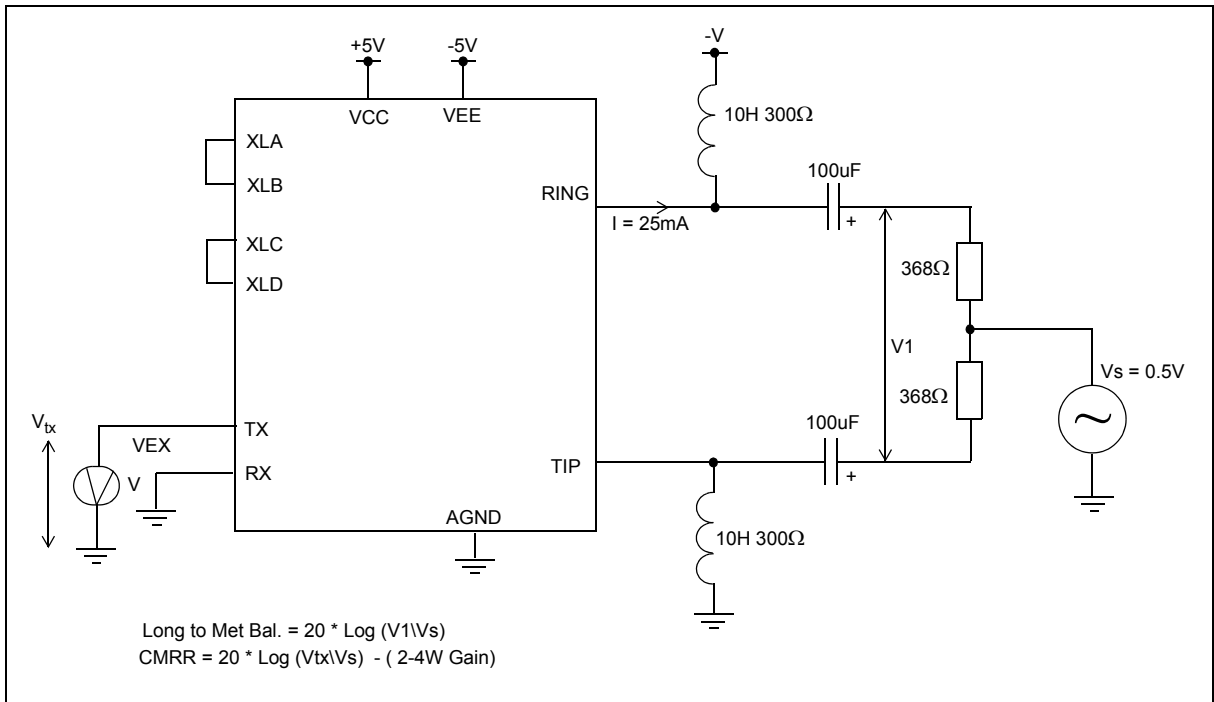 +5V
-5V
-V
VCC
VEE
10H 300Ω
XLA
XLB
100uF
RING
+
I = 25mA
XLC
XLD
368Ω
V1
Vs = 0.5V
368Ω
Vtx
100uF
TX
VEX
V
RX
TIP
+
AGND
10H 300Ω
Long to Met Bal. = 20 * Log (V1\Vs)
CMRR = 20 * Log (Vtx\Vs) - ( 2-4W Gain)